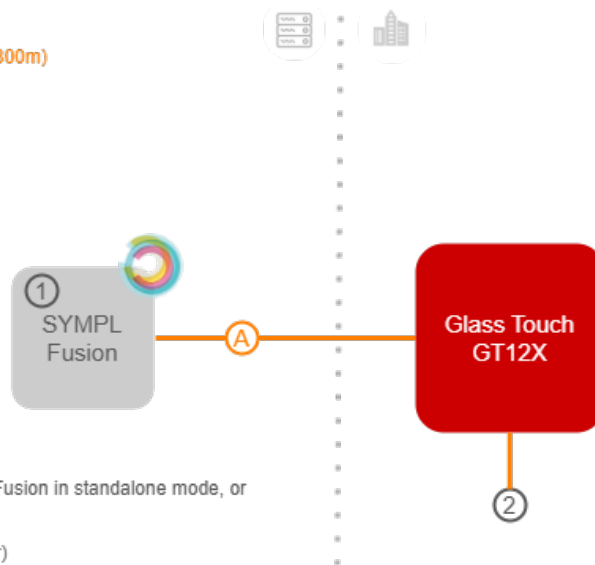 300m)
1
SYMPL
Fusion
A
Glass Touch
GT12X
Fusion in standalone mode, or
2
)